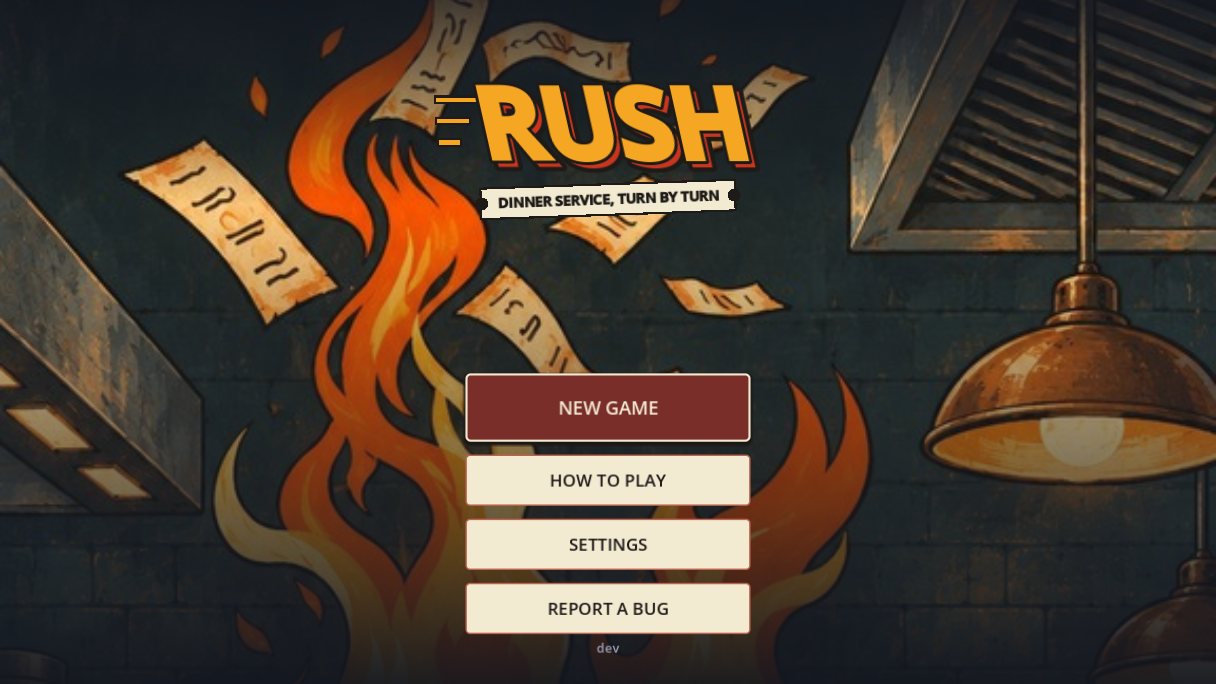 RUSH
DINNER SERVICE, TURN BY TURN
NEW GAME
HOW TO PLAY
SETTINGS
REPORT A BUG
dev